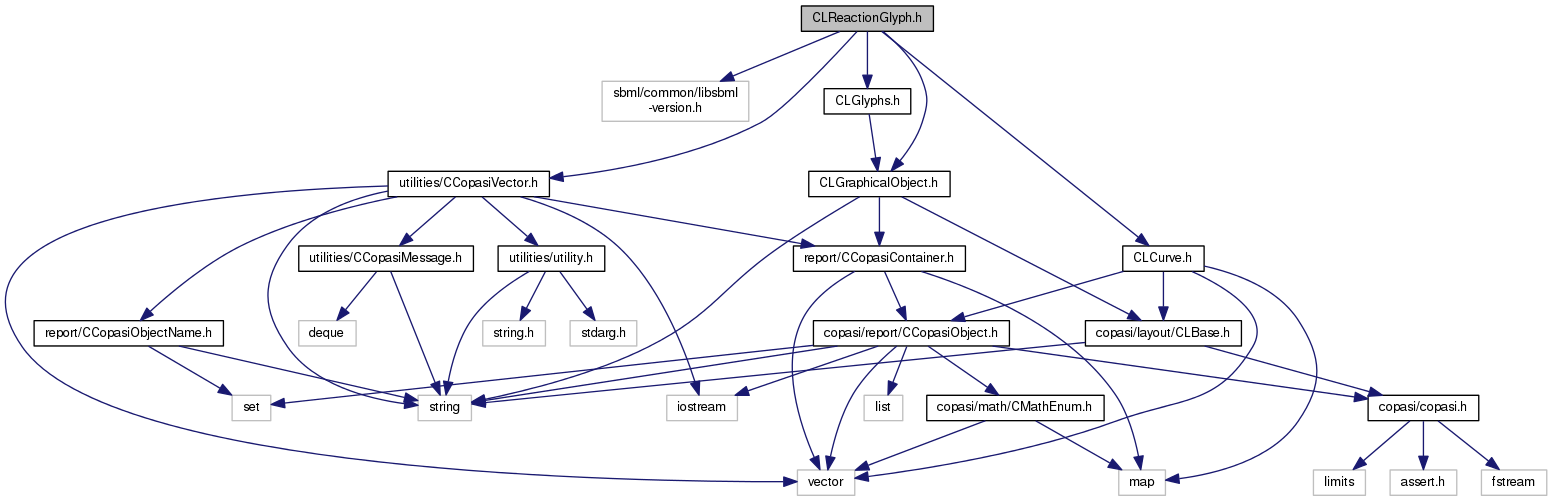 CLReactionGlyph.h
sbml/common/libsbml
-version.h
CLGlyphs.h
utilities/CCopasiVector.h
CLGraphicalObject.h
utilities/CCopasiMessage.h
utilities/utility.h
report/CCopasiContainer.h
CLCurve.h
report/CCopasiObjectName.h
deque
string.h
stdarg.h
copasi/report/CCopasiObject.h
copasi/layout/CLBase.h
set
string
iostream
list
copasi/math/CMathEnum.h
copasi/copasi.h
vector
map
limits
assert.h
fstream